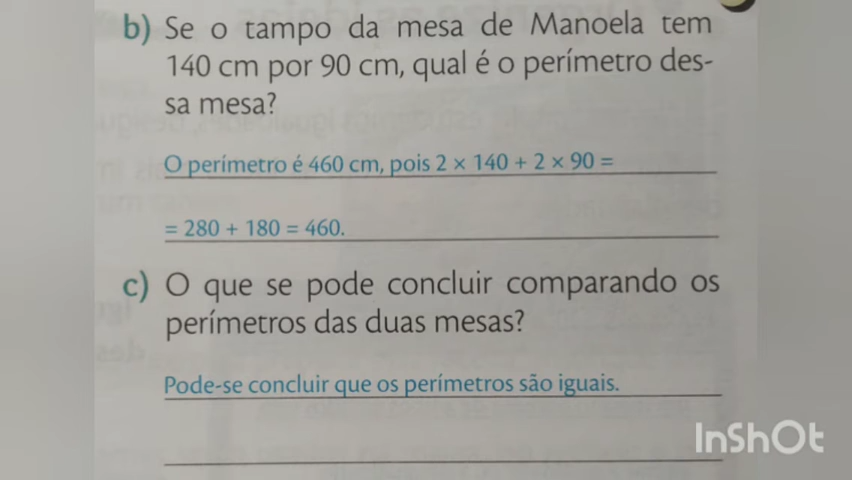 b) Se o tampo da mesa de Manoela tem
140 cm por 90 cm, qual é o perímetro des-
sa mesa?
O perímetro é 460 cm, pois 2 × 140 + 2 × 90 =
= 280 + 180 = 460.
c) O que se pode concluir comparando os
perímetros das duas mesas?
Pode-se concluir que os perímetros são iguais.
InShOt